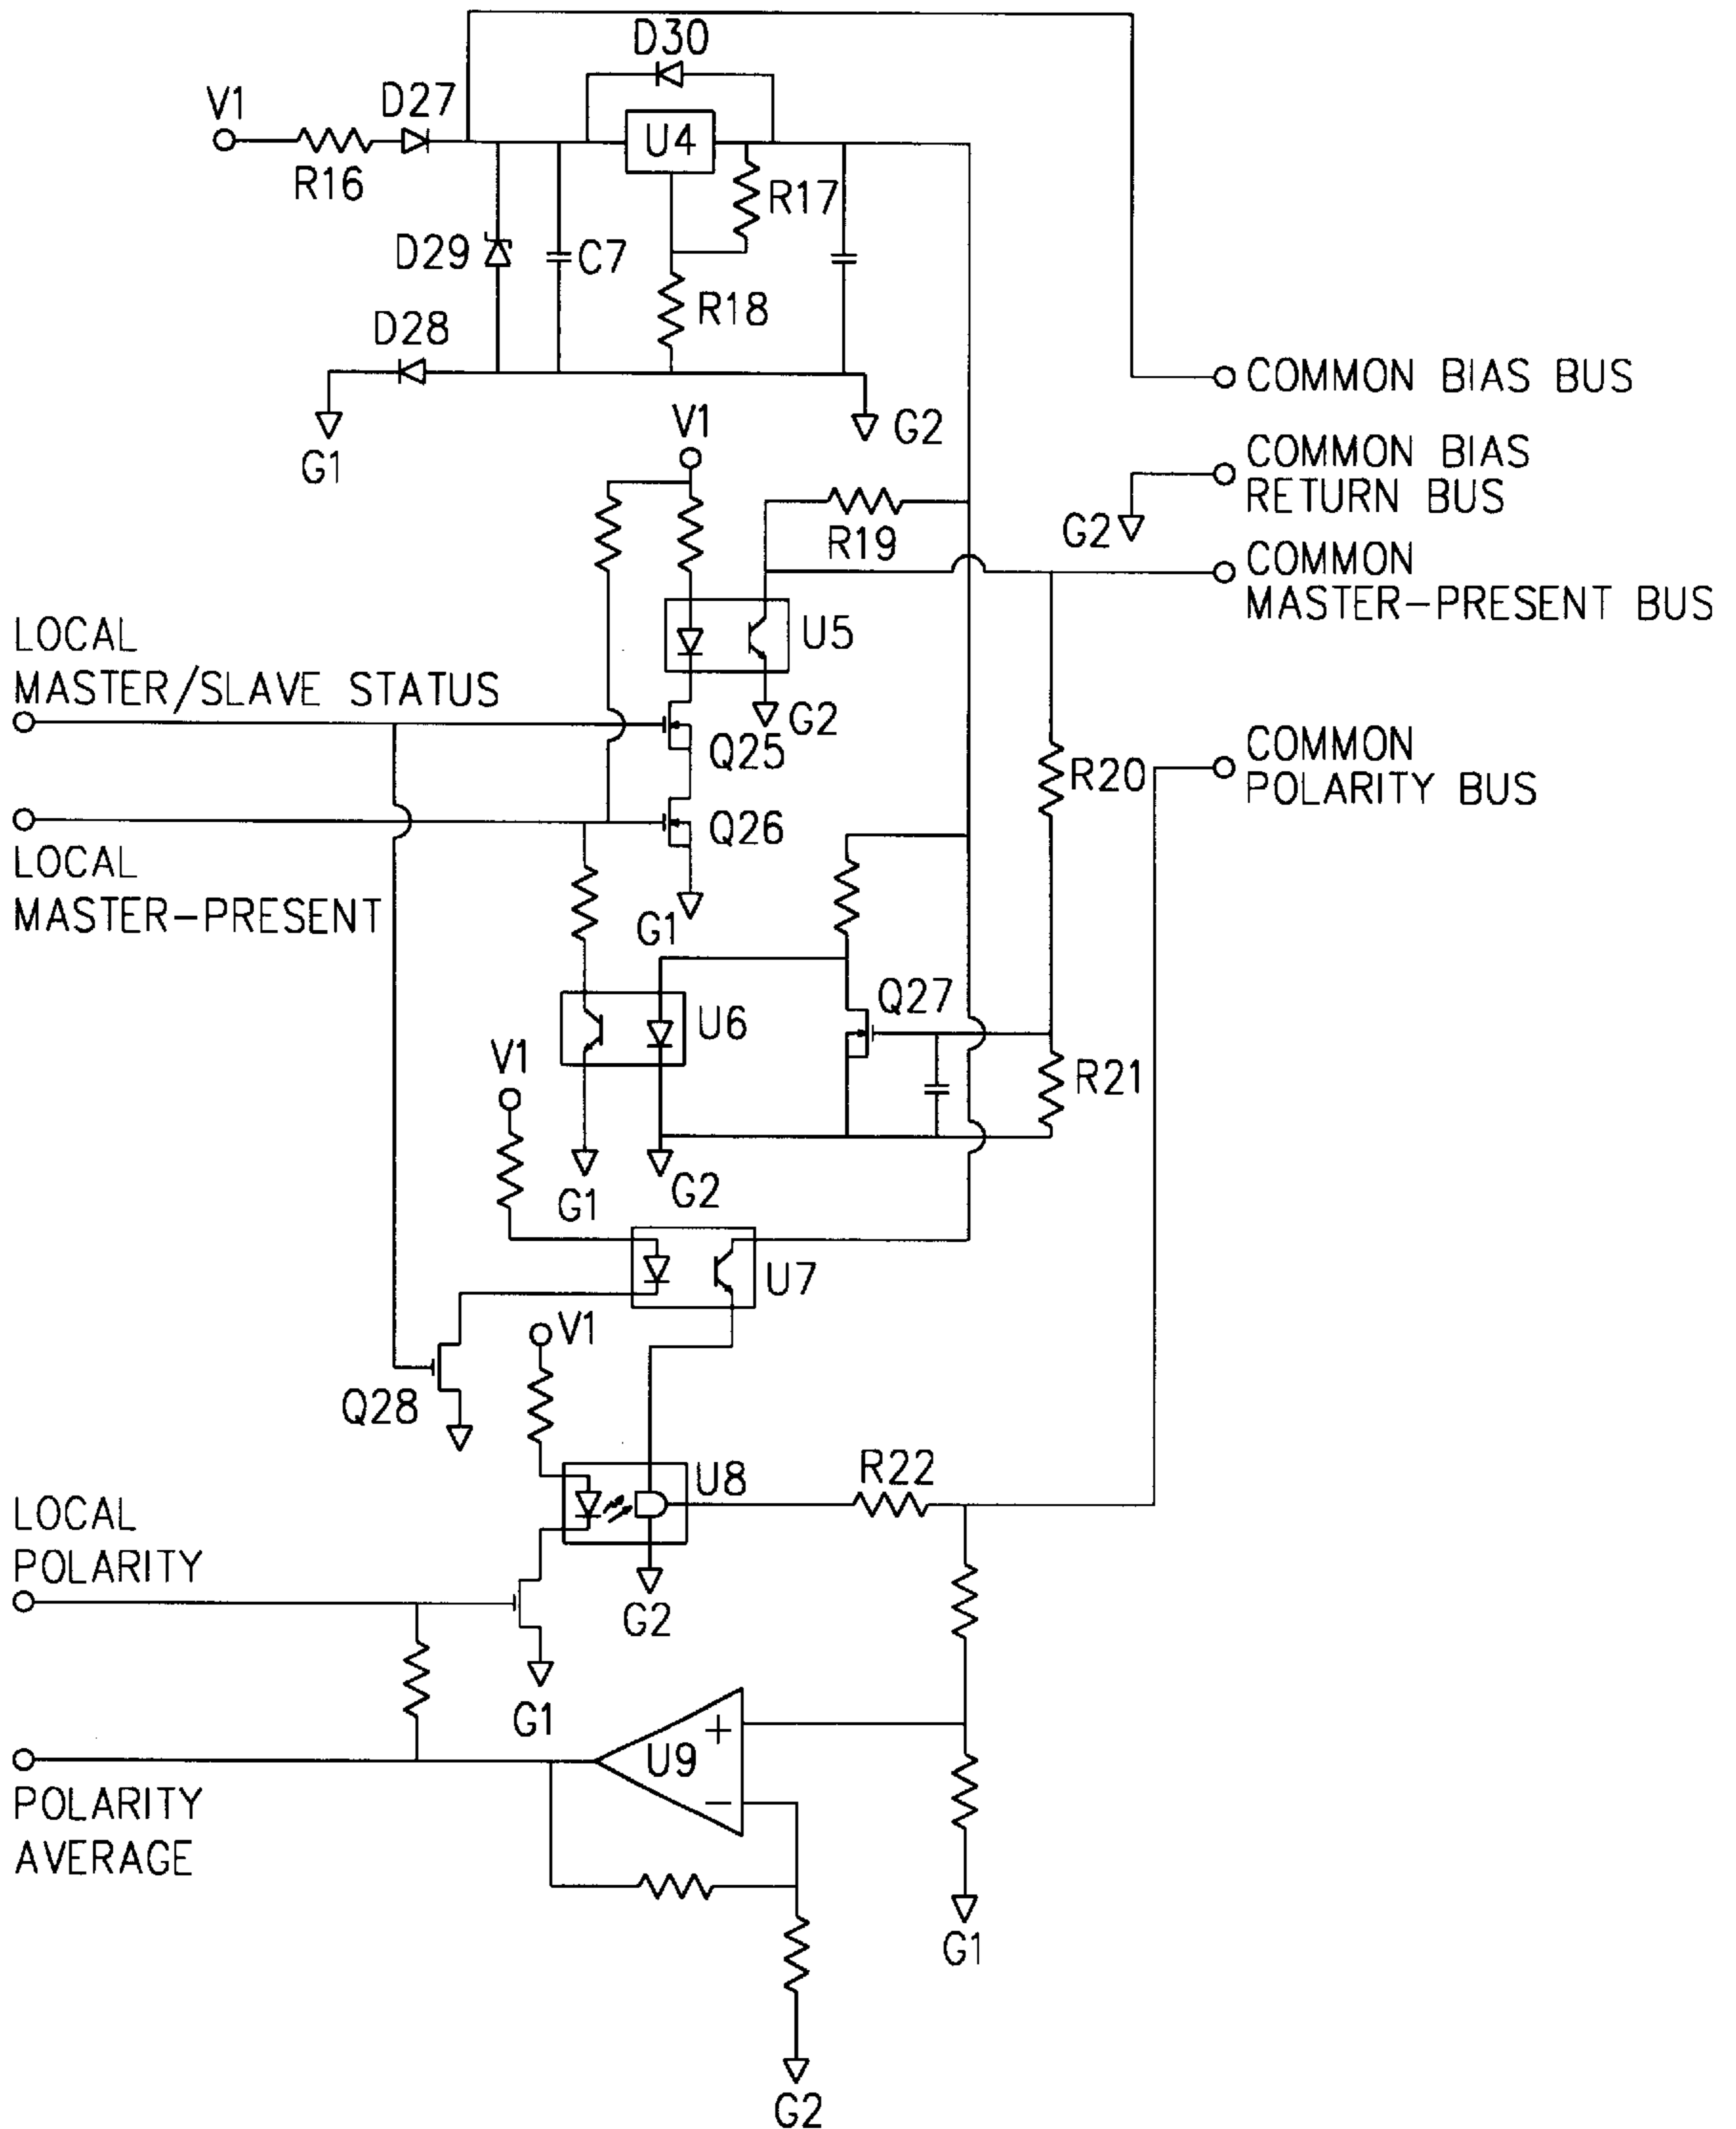 D30
V1
D27
U4
R16
R17
D29
C7
R18
D28
COMMON BIAS BUS
V1
G2
G1
COMMON BIAS
RETURN BUS
G2
R19
COMMON
MASTER-PRESENT BUS
LOCAL
MASTER/SLAVE STATUS
U5
G2
Q25
COMMON
POLARITY BUS
R20
Q26
LOCAL
MASTER-PRESENT
G1
Q27
U6
V1
R21
G1
G2
U7
V1
Q28
R22
U8
LOCAL
POLARITY
G2
G1
+
U9
−
POLARITY
AVERAGE
G1
G2